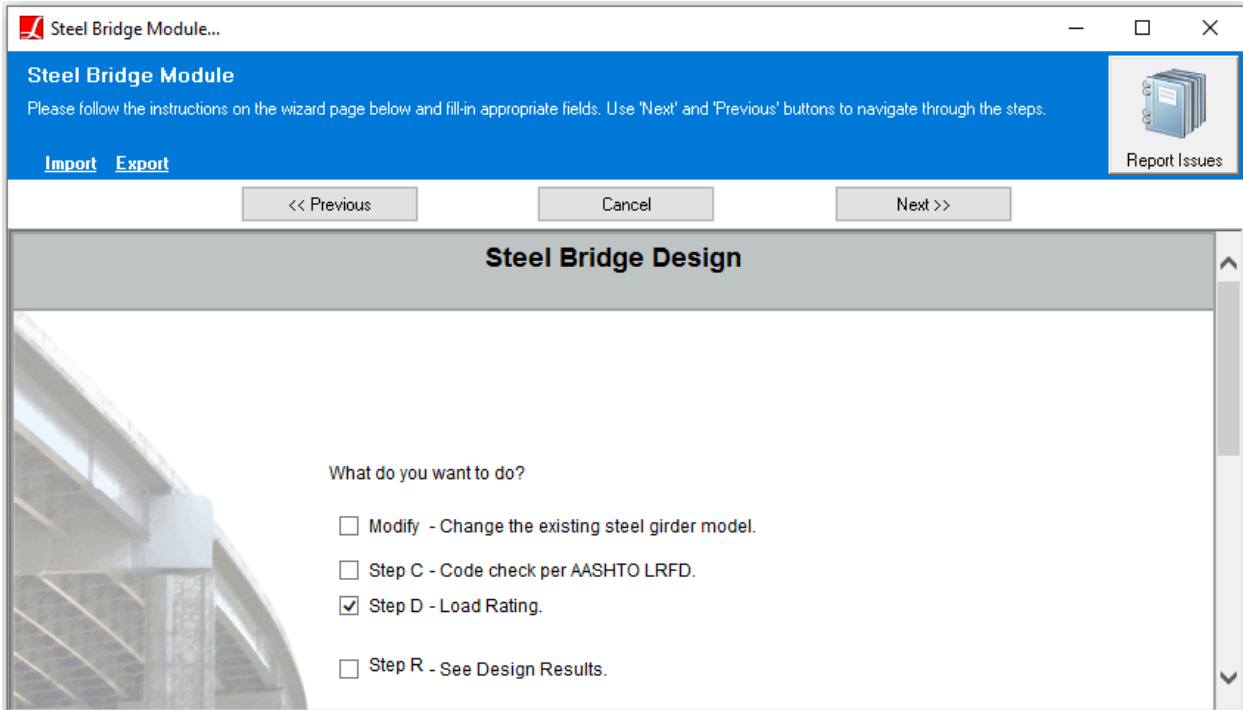 Steel Bridge Module...
Steel Bridge Module
Please follow the instructions on the wizard page below and fill-in appropriate fields. Use 'Next' and 'Previous' buttons to navigate through the steps.
Import Export
Report Issues
<< Previous Cancel Next >>
Steel Bridge Design
What do you want to do?
Modify - Change the existing steel girder model.
Step C - Code check per AASHTO LRFD.
Step D - Load Rating.
Step R - See Design Results.